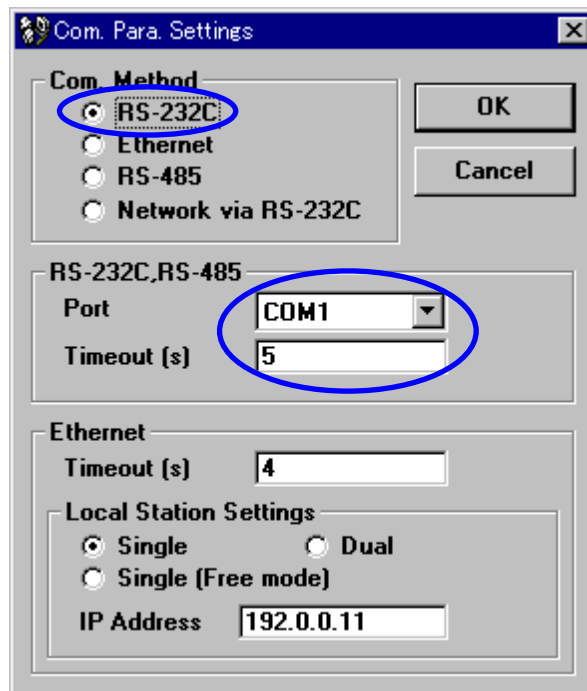 Com. Para. Settings
Com. Method
RS-232C
Ethernet
RS-485
Network via RS-232C
OK
Cancel
RS-232C,RS-485
Port COM1
Timeout (s) 5
Ethernet
Timeout (s) 4
Local Station Settings
Single Dual
Single (Free mode)
IP Address 192.0.0.11